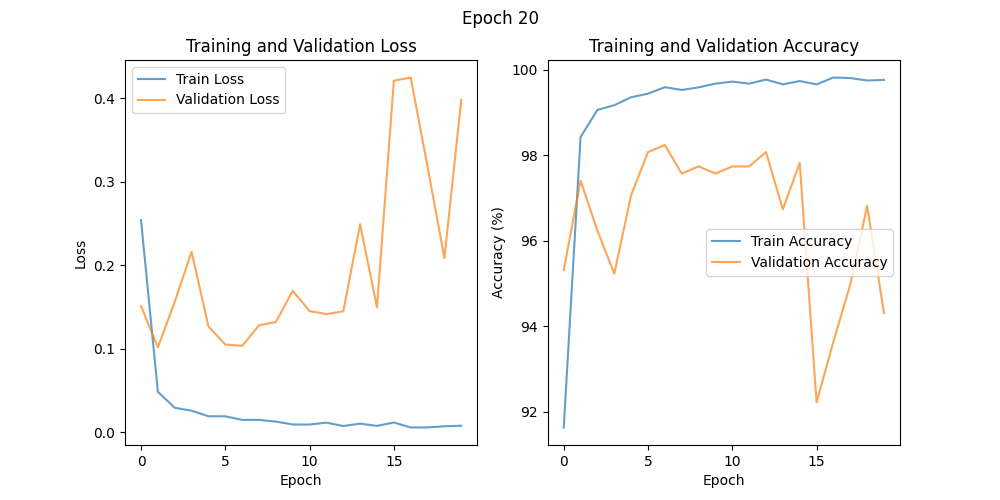 Epoch 20
Training and Validation Loss
Train Loss
Validation Loss
0.4
0.3
0.2
0.1
0.0
Loss
0
5
10
15
Epoch
Training and Validation Accuracy
100
98
96
94
92
Accuracy (%)
Train Accuracy
Validation Accuracy
0
5
10
15
Epoch